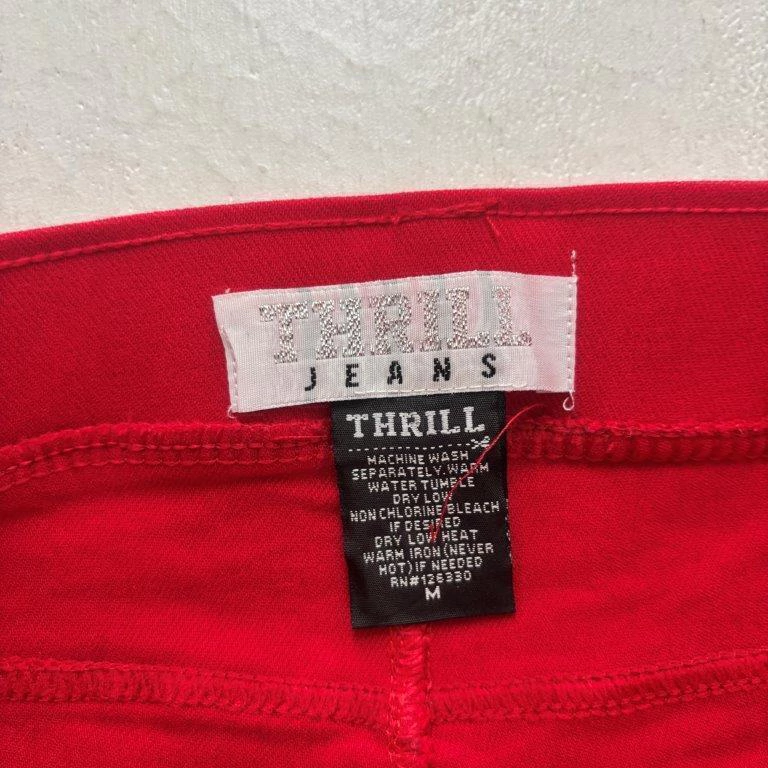 THRILL
JEANS
THRILL
MACHINE WASH
SEPARATELY. WARM
WATER TUMBLE
DRY LOW
NON CHLORINE BLEACH
IF DESIRED
DRY LOW HEAT
WARM IRON(NEVER
HOT)IF NEEDED
RN#126330
M